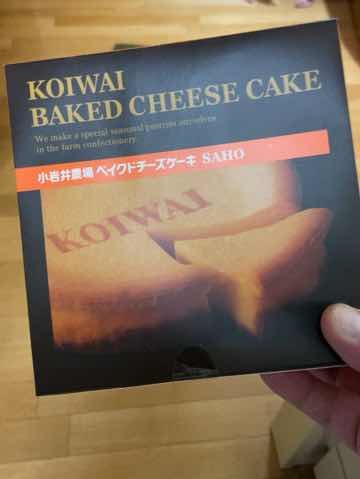 KOIWAI
BAKED CHEESE CAKE
We make a special seasonal pastries ourselves
in the farm confectionery.
小岩井農場 ベイクドチーズケーキ SAHO
KOIWAI